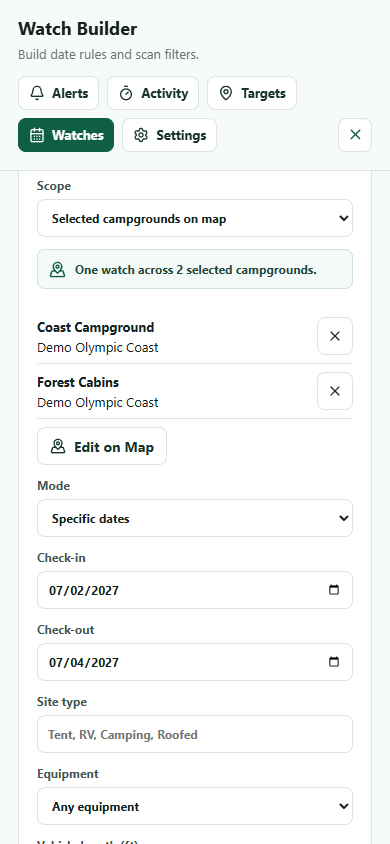 Watch Builder
Build date rules and scan filters.
Alerts
Activity
Targets
Watches
Settings
Scope
Selected campgrounds on map
One watch across 2 selected campgrounds.
Coast Campground
Demo Olympic Coast
Forest Cabins
Demo Olympic Coast
Edit on Map
Mode
Specific dates
Check-in
07/02/2027
Check-out
07/04/2027
Site type
Tent, RV, Camping, Roofed
Equipment
Any equipment